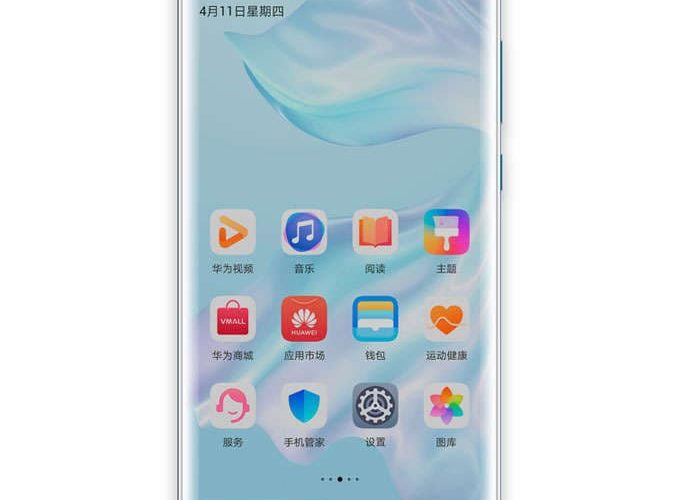 4月11日星期四
华为视频
音乐
阅读
主题
VMALL
HUAWEI
华为商城
应用市场
钱包
运动健康
服务
手机管家
设置
图库